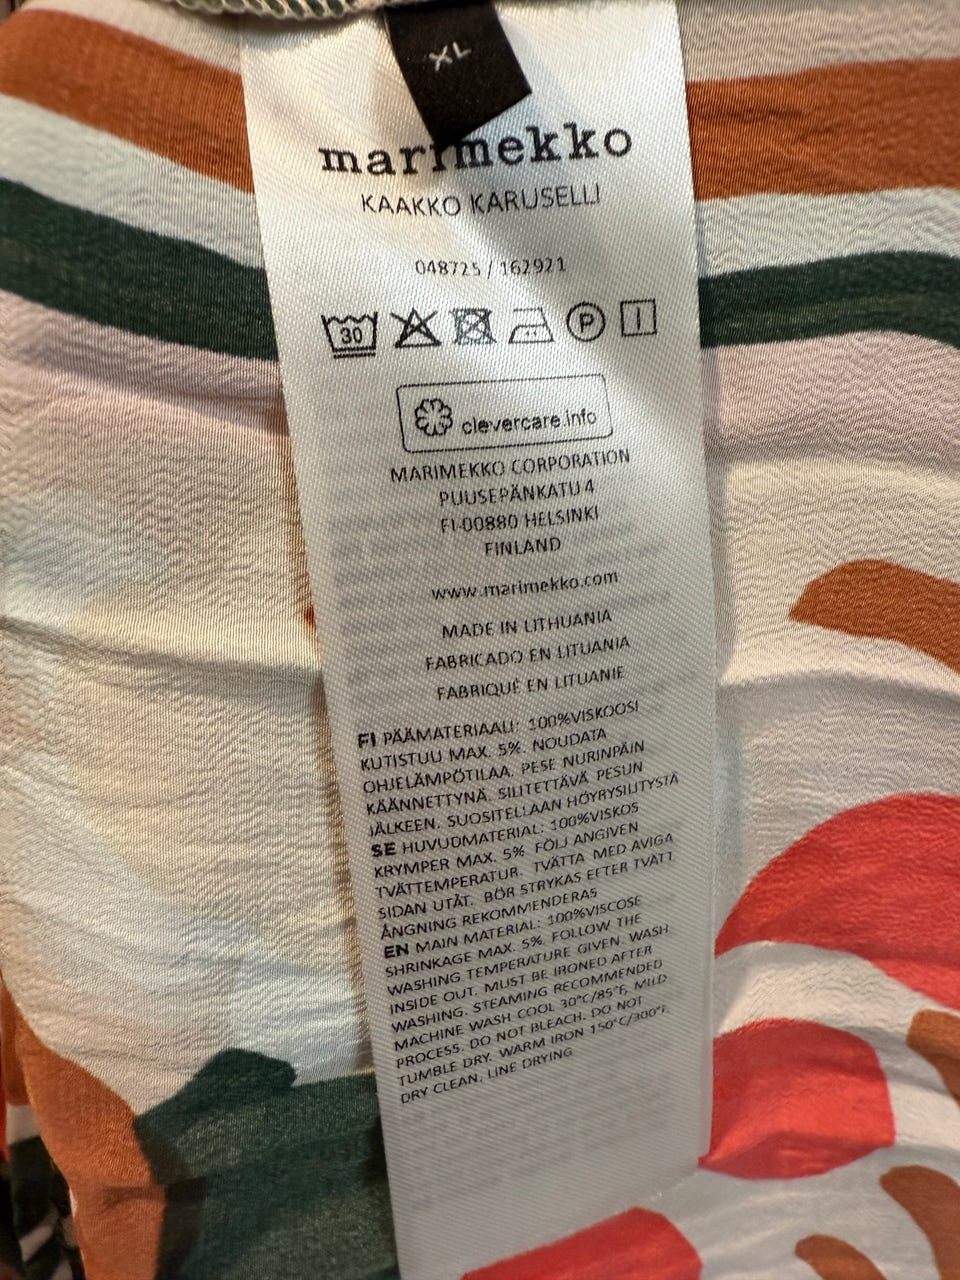 XL
marimekko
KAAKKO KARUSELLI
048725 / 162921
30
P
clevercare.info
MARIMEKKO CORPORATION
PUUSEPÄNKATU 4
FI-00880 HELSINKI
FINLAND
www.marimekko.com
MADE IN LITHUANIA
FABRICADO EN LITUANIA
FABRIQUÉ EN LITUANIE
FI PÄÄMATERIAALI: 100%VISKOOSI
KUTISTUU MAX. 5%. NOUDATA
OHJELÄMPÖTILAA. PESE NURINPÄIN
KÄÄNNETTYNÄ. SILITETTÄVÄ PESUN
JÄLKEEN. SUOSITELLAAN HÖYRYSILITYSTÄ
SE HUVUDMATERIAL: 100%VISKOS
KRYMPER MAX. 5%. FÖLJ ANGIVEN
TVÄTTEMPERATUR. TVÄTTA MED AVIGA
SIDAN UTÅT. BÖR STRYKAS EFTER TVÄTT.
ÅNGNING REKOMMENDERAS
EN MAIN MATERIAL: 100%VISCOSE
SHRINKAGE MAX. 5%. FOLLOW THE
WASHING TEMPERATURE GIVEN. WASH
INSIDE OUT. MUST BE IRONED AFTER
WASHING. STEAMING RECOMMENDED
MACHINE WASH COOL 30°C/85°F, MILD
PROCESS. DO NOT BLEACH. DO NOT
TUMBLE DRY. WARM IRON 150°C/300°F.
DRY CLEAN. LINE DRYING